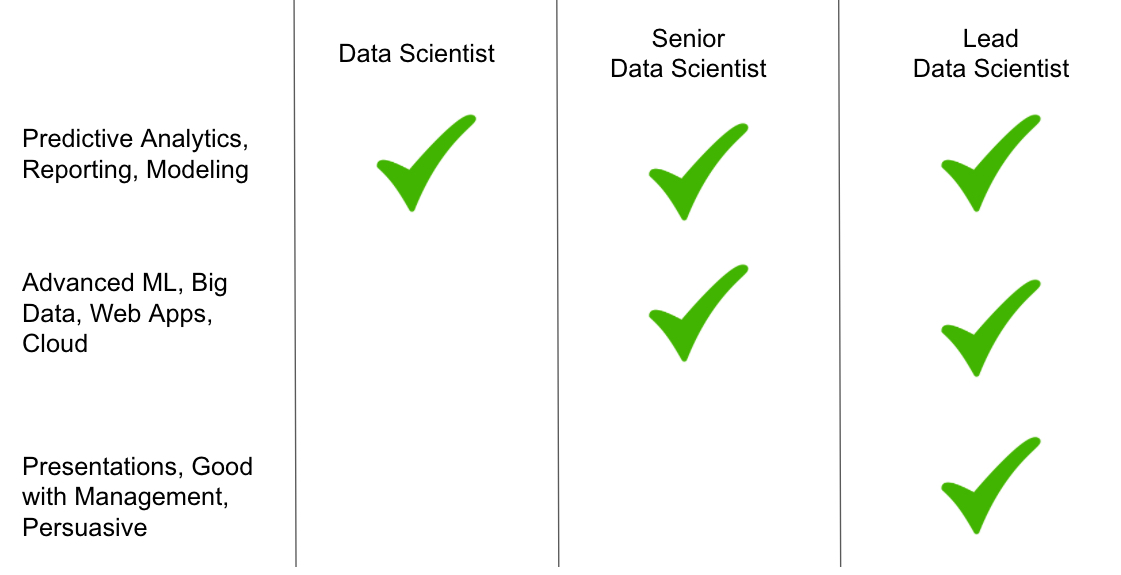 Data Scientist
Senior
Data Scientist
Lead
Data Scientist
Predictive Analytics,
Reporting, Modeling
Advanced ML, Big
Data, Web Apps,
Cloud
Presentations, Good
with Management,
Persuasive